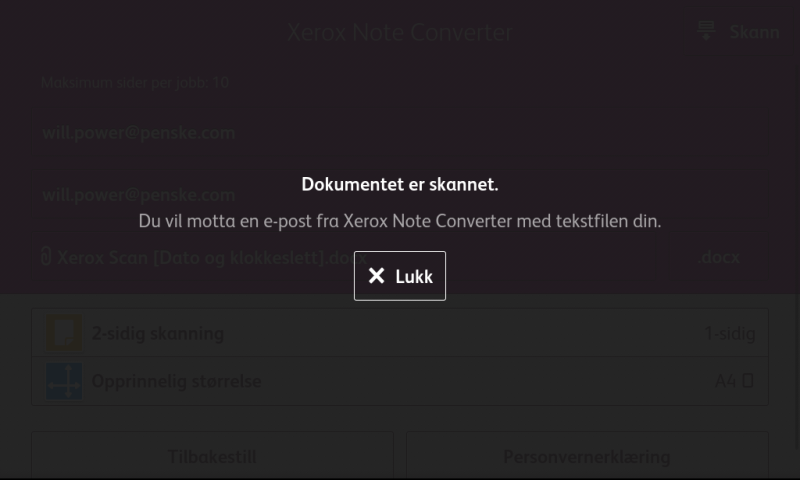 Xerox Note Converter
Skann
Maksimum sider per jobb: 10
will.power@penske.com
will.power@penske.com
Dokumentet er skannet.
Du vil motta en e-post fra Xerox Note Converter med tekstfilen din.
Xerox Scan [Dato og klokkeslett].docx
.docx
Lukk
2-sidig skanning
1-sidig
Opprinnelig størrelse
A4
Tilbakestill
Personvernerklæring